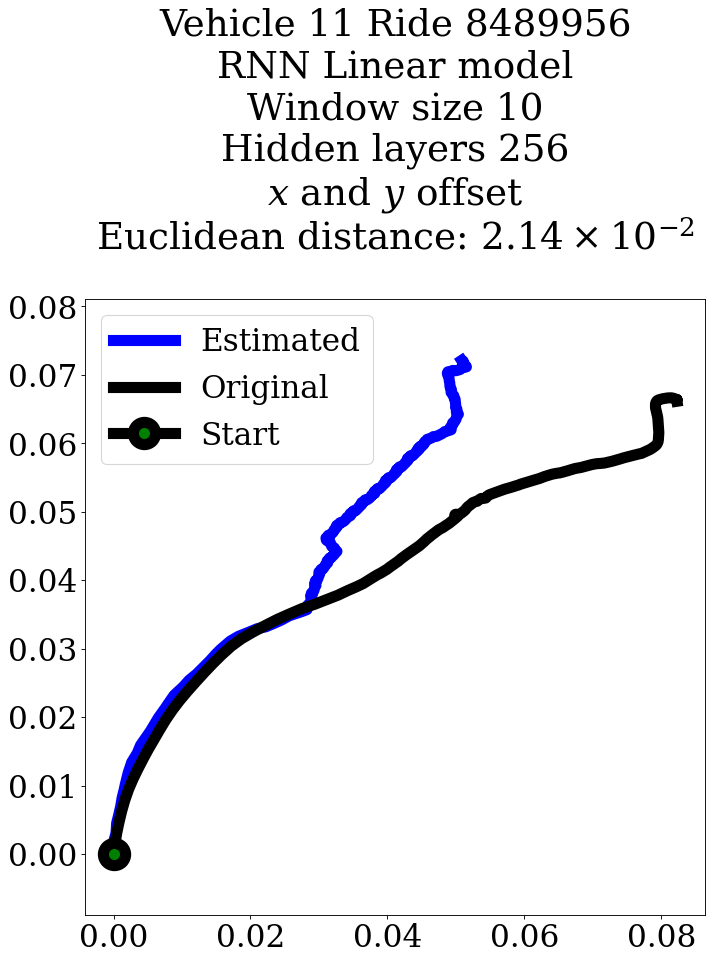 Vehicle 11 Ride 8489956
RNN Linear model
Window size 10
Hidden layers 256
x and y offset
Euclidean distance: 2.14 × 10⁻²
0.08
0.07
0.06
0.05
0.04
0.03
0.02
0.01
0.00
Estimated
Original
Start
0.00 0.02 0.04 0.06 0.08